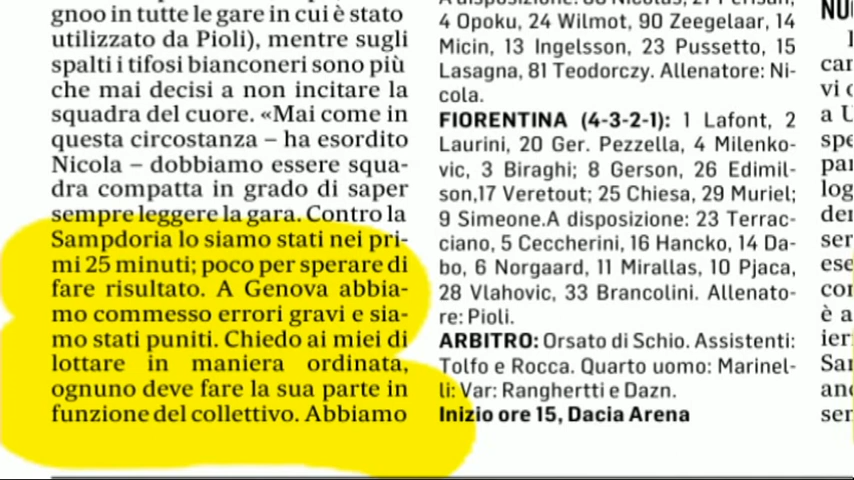 gnoo in tutte le gare in cui è stato
utilizzato da Pioli), mentre sugli
spalti i tifosi bianconeri sono più
che mai decisi a non incitare la
squadra del cuore. «Mai come in
questa circostanza – ha esordito
Nicola – dobbiamo essere squa-
dra compatta in grado di saper
sempre leggere la gara. Contro la
Sampdoria lo siamo stati nei pri-
mi 25 minuti; poco per sperare di
fare risultato. A Genova abbia-
mo commesso errori gravi e sia-
mo stati puniti. Chiedo ai miei di
lottare in maniera ordinata,
ognuno deve fare la sua parte in
funzione del collettivo. Abbiamo
4 Opoku, 24 Wilmot, 90 Zeegelaar, 14
Micin, 13 Ingelsson, 23 Pussetto, 15
Lasagna, 81 Teodorczy. Allenatore: Ni-
cola.
FIORENTINA (4-3-2-1): 1 Lafont, 2
Laurini, 20 Ger. Pezzella, 4 Milenko-
vic, 3 Biraghi; 8 Gerson, 26 Edimil-
son,17 Veretout; 25 Chiesa, 29 Muriel;
9 Simeone.A disposizione: 23 Terrac-
ciano, 5 Ceccherini, 16 Hancko, 14 Da-
bo, 6 Norgaard, 11 Mirallas, 10 Pjaca,
28 Vlahovic, 33 Brancolini. Allenato-
re: Pioli.
ARBITRO: Orsato di Schio. Assistenti:
Tolfo e Rocca. Quarto uomo: Marinel-
li: Var: Ranghertti e Dazn.
Inizio ore 15, Dacia Arena